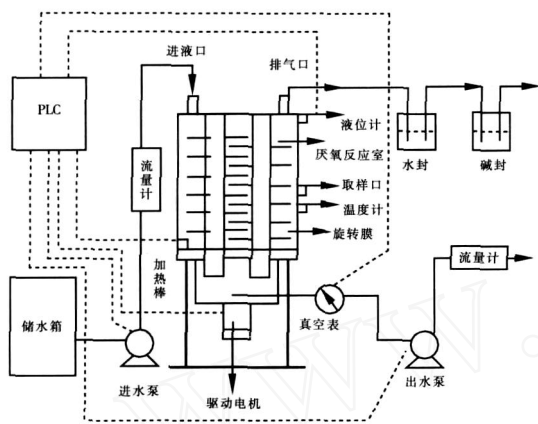 进液口
排气口
PLC
液位计
厌氧反应室
水封
碱封
流量计
取样口
温度计
旋转膜
加热棒
流量计
储水箱
真空表
进水泵
出水泵
驱动电机
WWW.